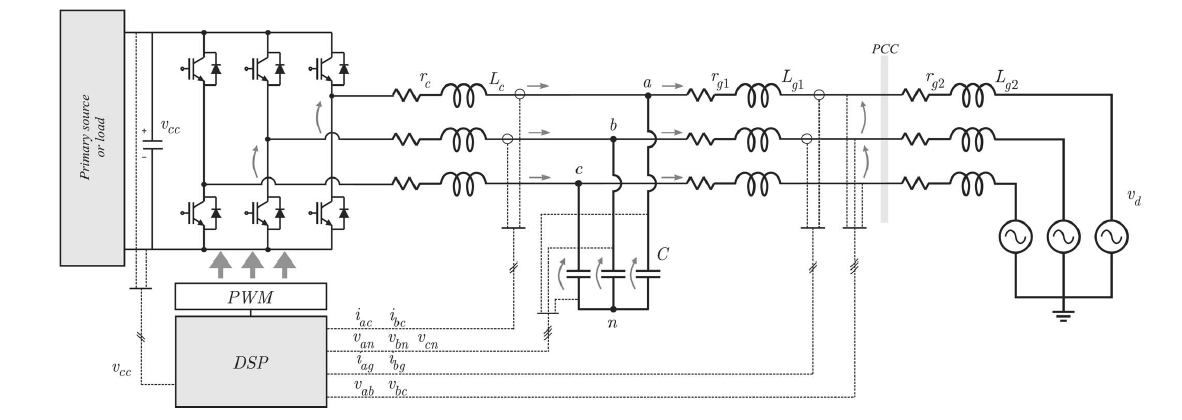 PCC
r_c L_c a r_g1 L_g1 r_g2 L_g2
Primary source
or load
+
v_cc
−
b
c
v_d
C
PWM
n
i_ac i_bc
v_an v_bn v_cn
v_cc
DSP
i_ag i_bg
v_ab v_bc